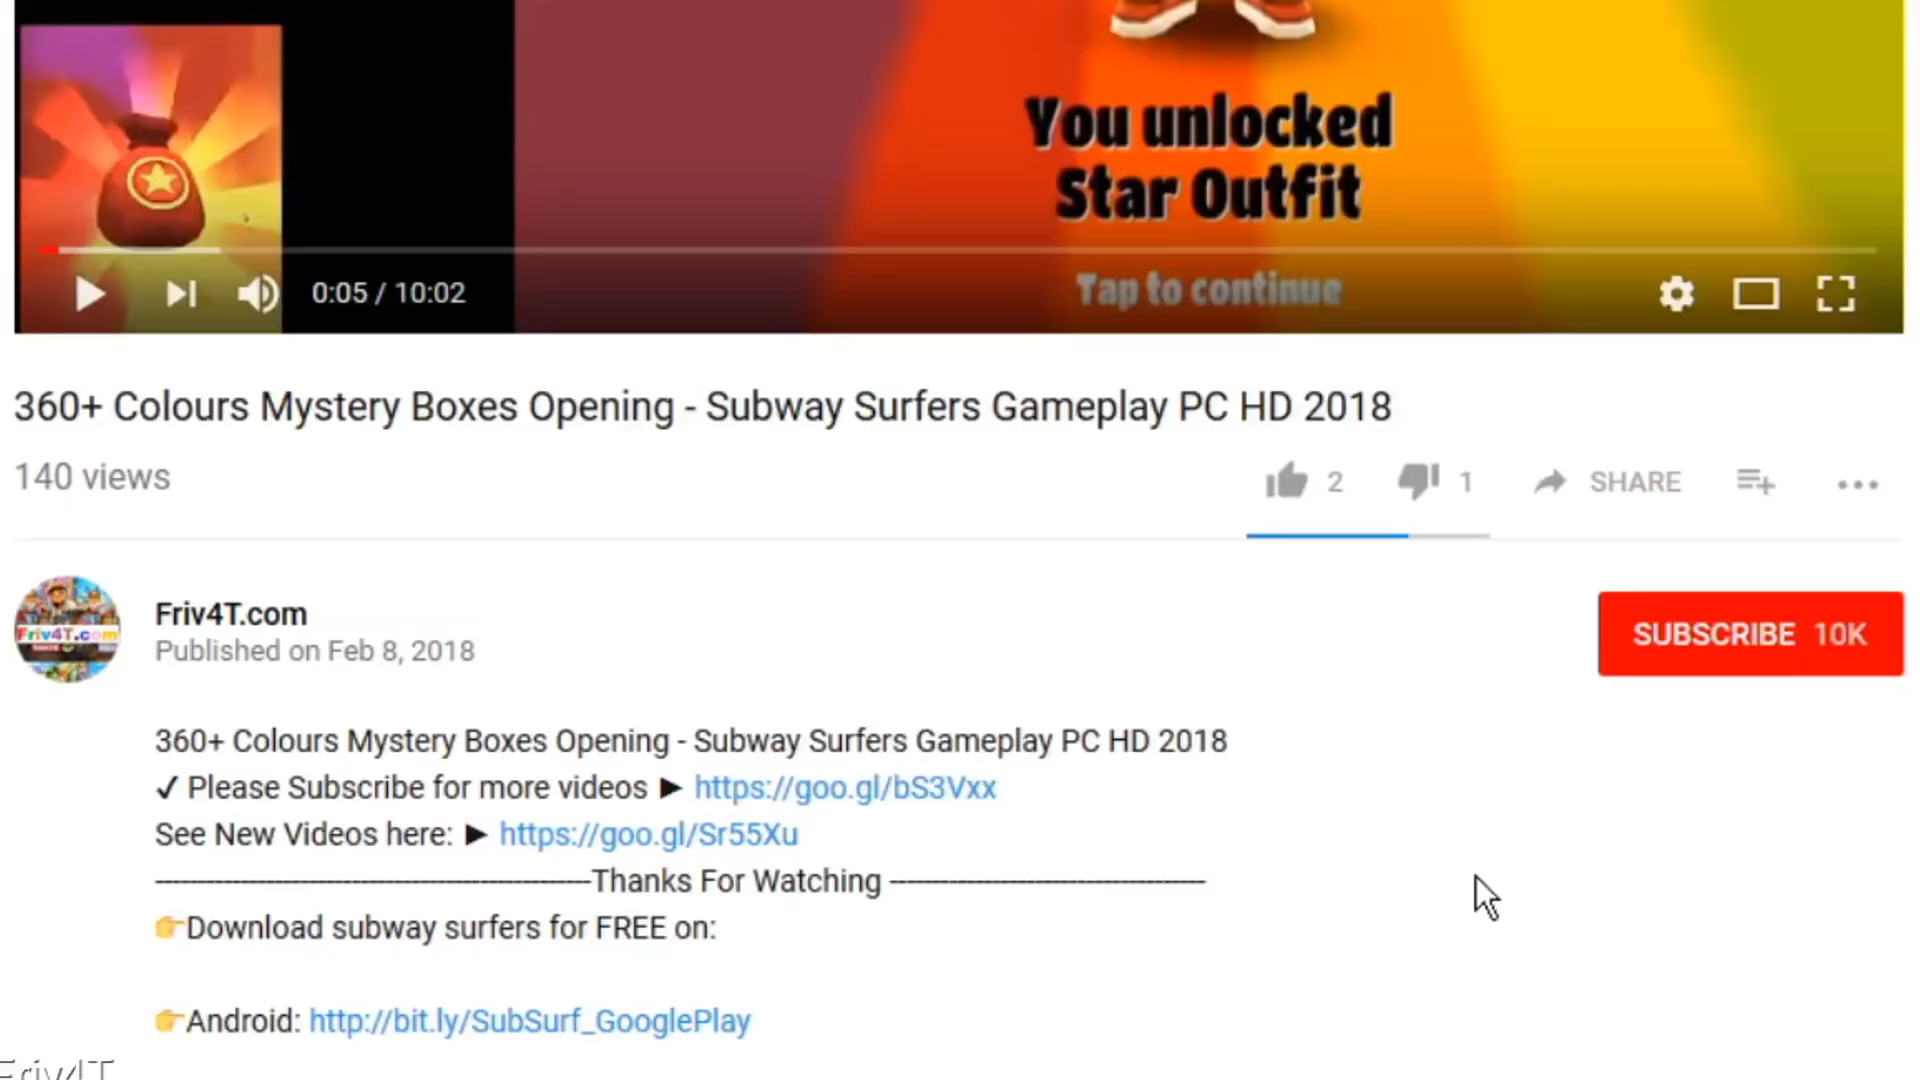 You unlocked
Star Outfit
Tap to continue
0:05 / 10:02
360+ Colours Mystery Boxes Opening - Subway Surfers Gameplay PC HD 2018
140 views
2 1 SHARE
Friv4T.com
Friv4T.com
Published on Feb 8, 2018
SUBSCRIBE 10K
360+ Colours Mystery Boxes Opening - Subway Surfers Gameplay PC HD 2018
✓ Please Subscribe for more videos ► https://goo.gl/bS3Vxx
See New Videos here: ► https://goo.gl/Sr55Xu
---------------------------------Thanks For Watching ------------------------
👉Download subway surfers for FREE on:
👉Android: http://bit.ly/SubSurf_GooglePlay
Friv4T